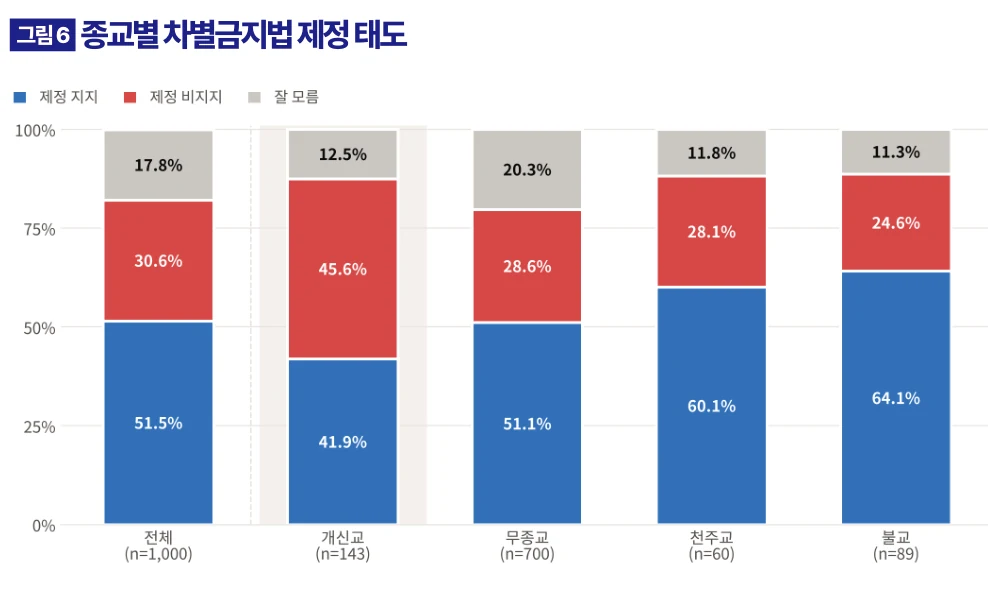 그림 6 종교별 차별금지법 제정 태도
제정 지지 제정 비지지 잘 모름
100%
75%
50%
25%
0%
17.8%
30.6%
51.5%
12.5%
45.6%
41.9%
20.3%
28.6%
51.1%
11.8%
28.1%
60.1%
11.3%
24.6%
64.1%
전체
(n=1,000)
개신교
(n=143)
무종교
(n=700)
천주교
(n=60)
불교
(n=89)